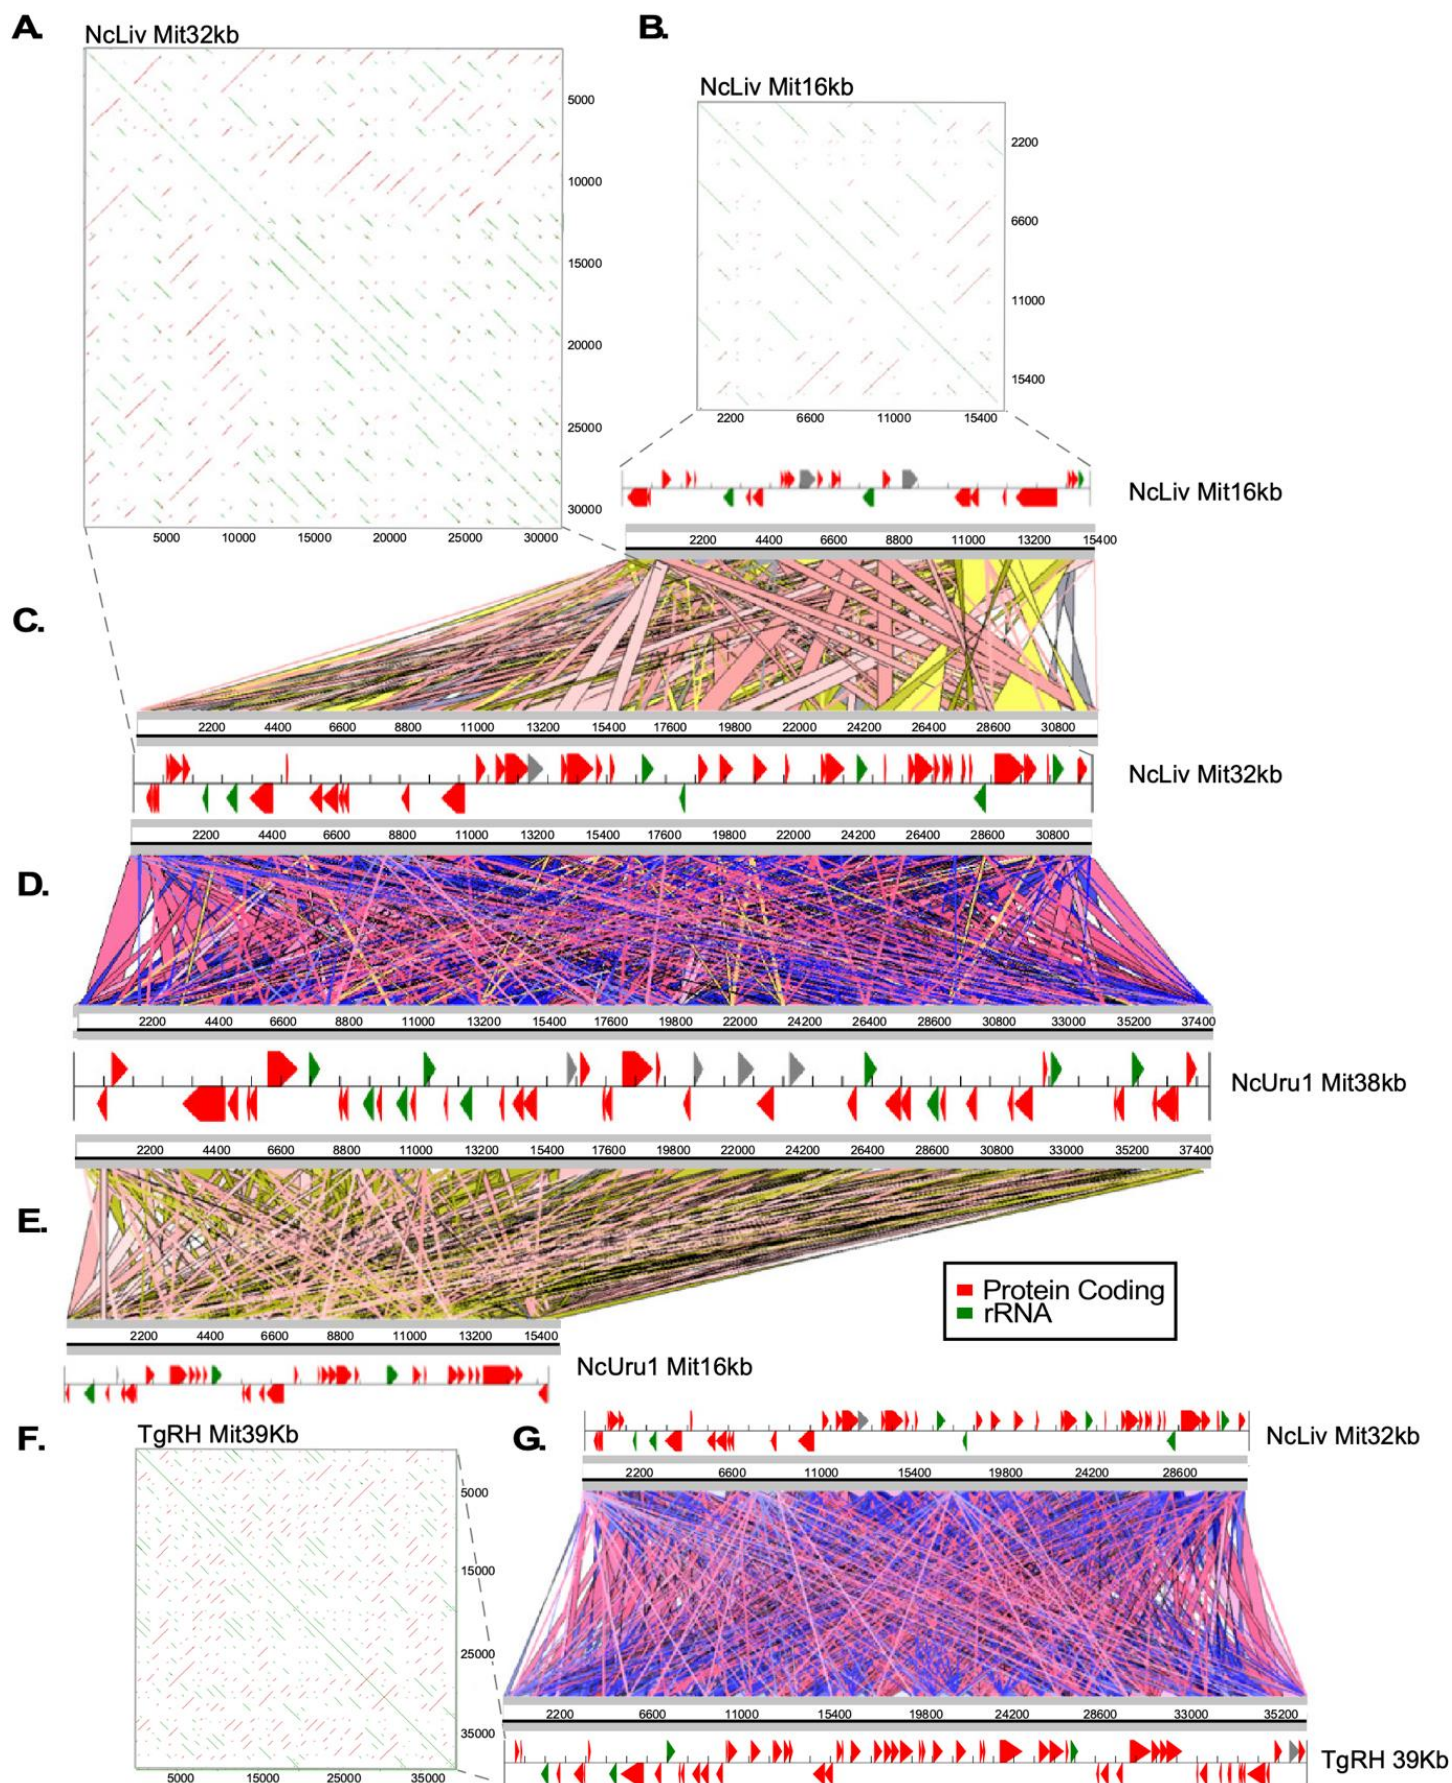 A.
NcLiv Mit32kb
5000
10000
15000
20000
25000
30000
5000 10000 15000 20000 25000 30000
B.
NcLiv Mit16kb
2200
6600
11000
15400
2200 6600 11000 15400
NcLiv Mit16kb
2200 4400 6600 8800 11000 13200 15400
C.
2200 4400 6600 8800 11000 13200 15400 17600 19800 22000 24200 26400 28600 30800
NcLiv Mit32kb
2200 4400 6600 8800 11000 13200 15400 17600 19800 22000 24200 26400 28600 30800
D.
2200 4400 6600 8800 11000 13200 15400 17600 19800 22000 24200 26400 28600 30800 33000 35200 37400
NcUru1 Mit38kb
2200 4400 6600 8800 11000 13200 15400 17600 19800 22000 24200 26400 28600 30800 33000 35200 37400
E.
Protein Coding
rRNA
2200 4400 6600 8800 11000 13200 15400
NcUru1 Mit16kb
F.
TgRH Mit39Kb
5000
15000
25000
35000
5000 15000 25000 35000
G.
NcLiv Mit32kb
2200 6600 11000 15400 19800 24200 28600
2200 6600 11000 15400 19800 24200 28600 33000 35200
TgRH 39Kb